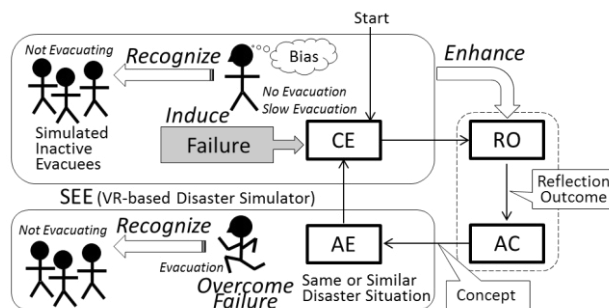 Start
Not Evacuating
Recognize
Bias
Enhance
No Evacuation
Slow Evacuation
Induce
Simulated
Inactive
Evacuees
Failure
CE
RO
Reflection
Outcome
SEE (VR-based Disaster Simulator)
Not Evacuating
Recognize
Evacuation
AE
AC
Overcome
Failure
Same or Similar
Disaster Situation
Concept